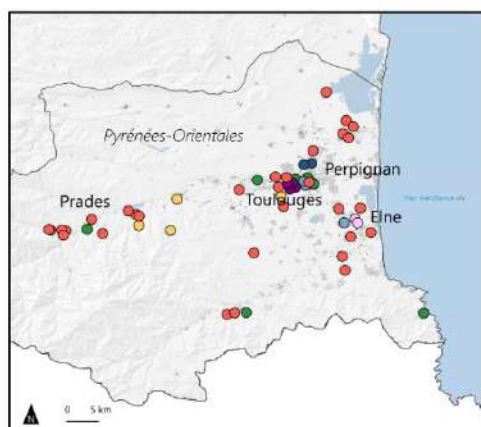 Pyrénées-Orientales
Perpignan
Prades
Toulouges
Elne
0 5 km